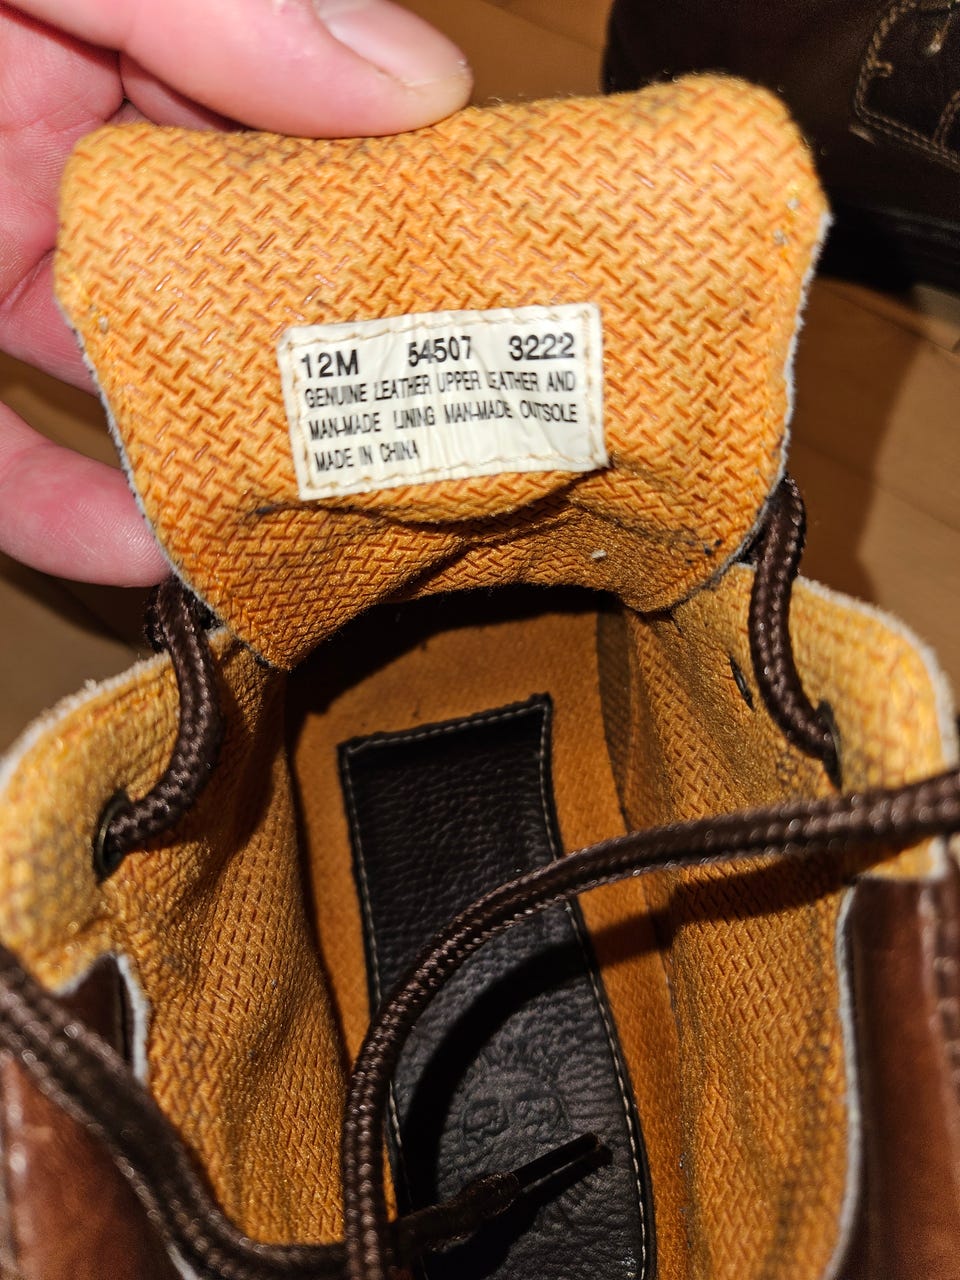 12M 54507 3222
GENUINE LEATHER UPPER LEATHER AND
MAN-MADE LINING MAN-MADE OUTSOLE
MADE IN CHINA